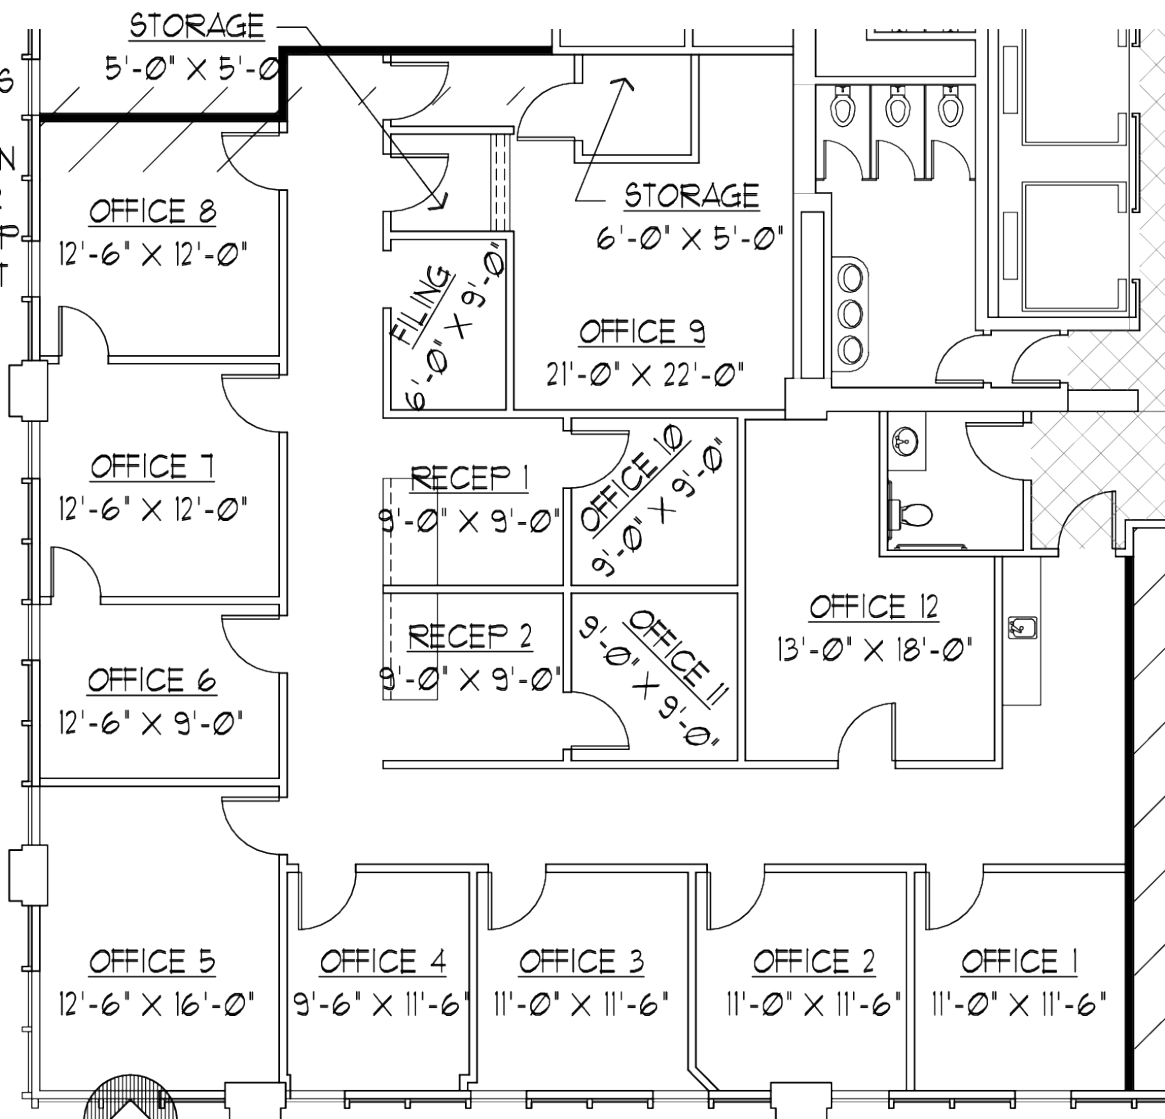 STORAGE
5'-0" X 5'-0
S
N
OFFICE 8
12'-6" X 12'-0"
STORAGE
6'-0" X 5'-0"
T
FILING
6'-0" X 9'-0"
OFFICE 9
21'-0" X 22'-0"
OFFICE 7
12'-6" X 12'-0"
RECEP 1
9'-0" X 9'-0"
OFFICE 10
9'-0" X 9'-0"
OFFICE 6
12'-6" X 9'-0"
RECEP 2
9'-0" X 9'-0"
OFFICE 11
9'-0" X 9'-0"
OFFICE 12
13'-0" X 18'-0"
OFFICE 5
12'-6" X 16'-0"
OFFICE 4
9'-6" X 11'-6"
OFFICE 3
11'-0" X 11'-6"
OFFICE 2
11'-0" X 11'-6"
OFFICE 1
11'-0" X 11'-6"